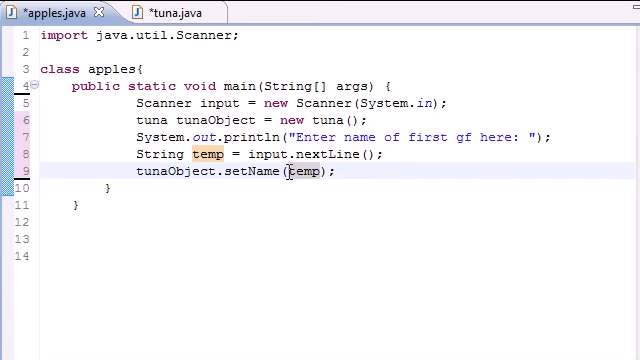 *apples.java *tuna.java
1 import java.util.Scanner;
2
3 class apples{
4 public static void main(String[] args) {
5 Scanner input = new Scanner(System.in);
6 tuna tunaObject = new tuna();
7 System.out.println("Enter name of first gf here: ");
8 String temp = input.nextLine();
9 tunaObject.setName(temp);
10 }
11 }
12
13
14